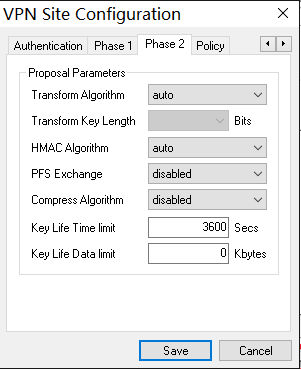 VPN Site Configuration
Authentication Phase 1 Phase 2 Policy
Proposal Parameters
Transform Algorithm auto
Transform Key Length Bits
HMAC Algorithm auto
PFS Exchange disabled
Compress Algorithm disabled
Key Life Time limit 3600 Secs
Key Life Data limit 0 Kbytes
Save Cancel